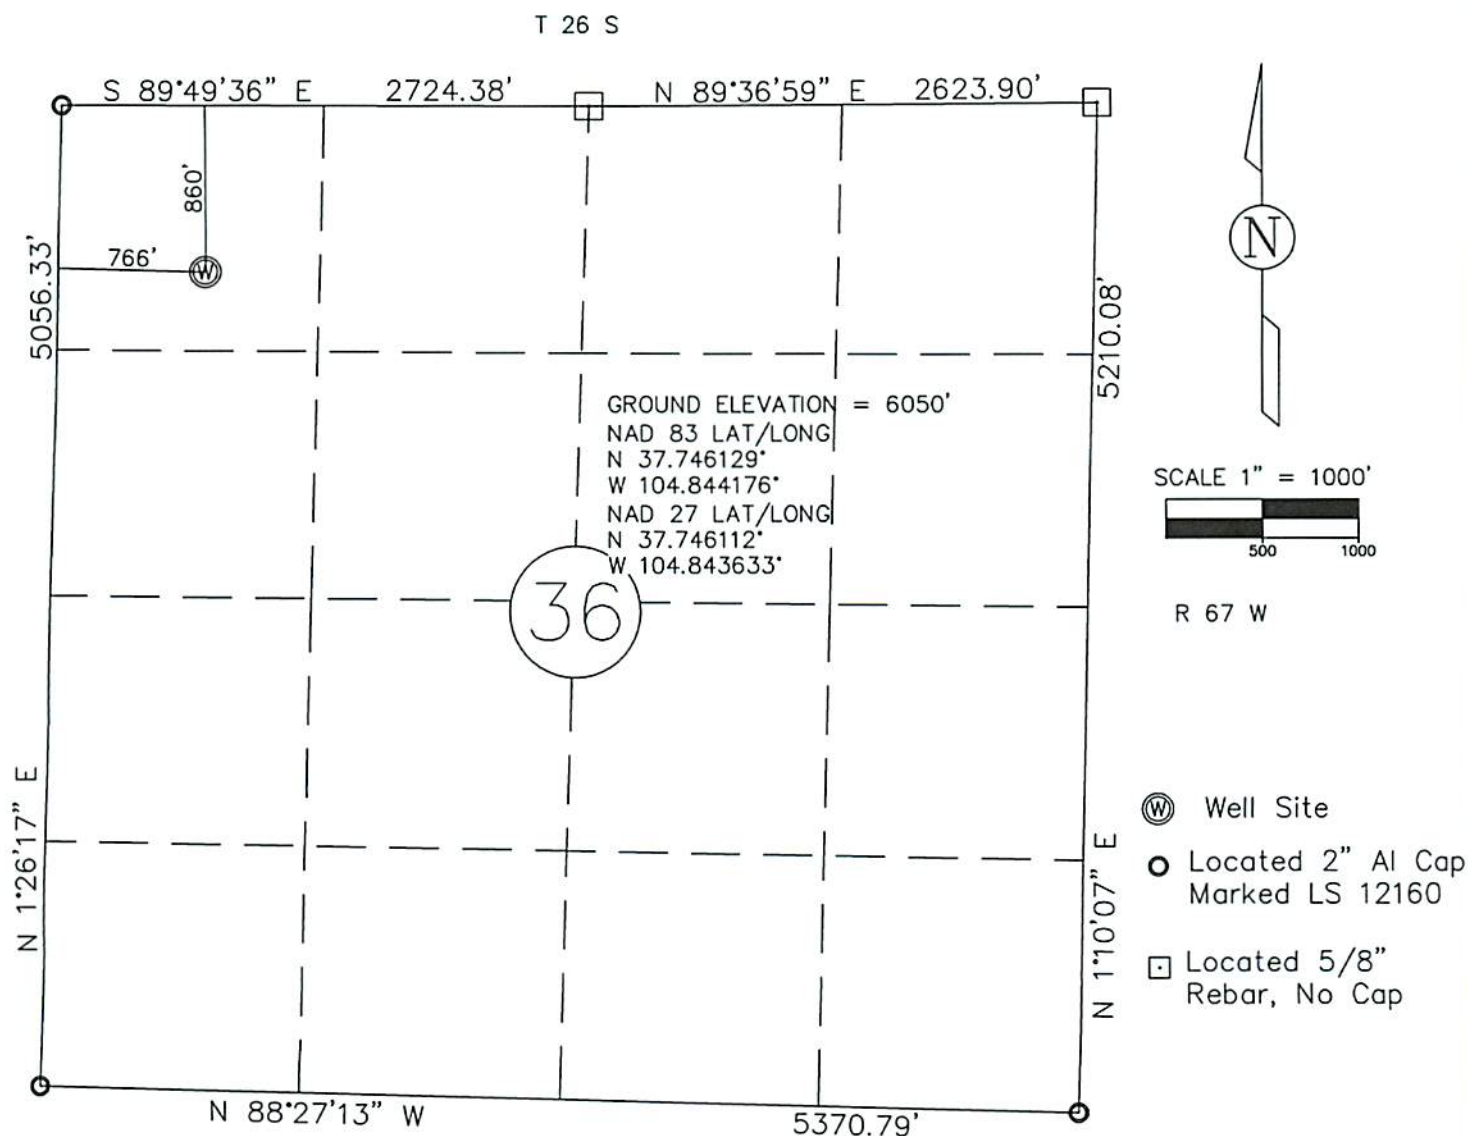 T 26 S
S 89°49'36" E 2724.38' N 89°36'59" E 2623.90'
860'
766'
5056.33'
5210.08'
N
GROUND ELEVATION = 6050'
NAD 83 LAT/LONG
N 37.746129°
W 104.844176°
NAD 27 LAT/LONG
N 37.746112°
W 104.843633°
W
SCALE 1" = 1000'
500 1000
36
R 67 W
N 1°26'17" E
N 1°10'07" E
W Well Site
Located 2" Al Cap
Marked LS 12160
Located 5/8"
Rebar, No Cap
N 88°27'13" W 5370.79'